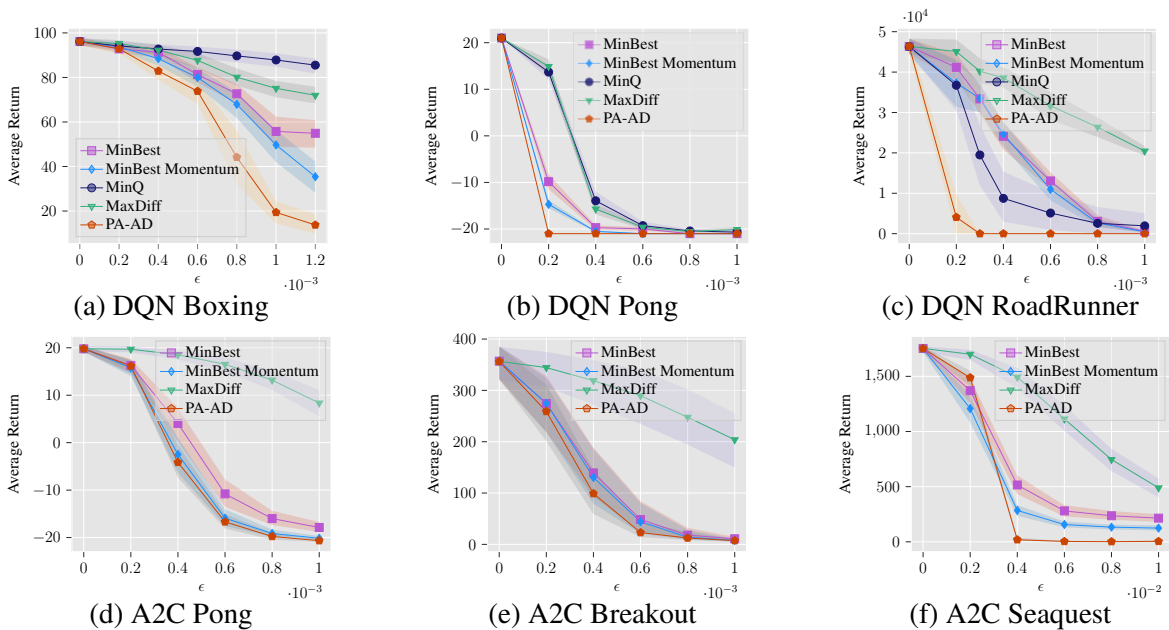 100
80
60
40
20
Average Return
MinBest
MinBest Momentum
MinQ
MaxDiff
PA-AD
0 0.2 0.4 0.6 0.8 1 1.2
ϵ
·10⁻³
(a) DQN Boxing
20
10
0
−10
−20
Average Return
MinBest
MinBest Momentum
MinQ
MaxDiff
PA-AD
0 0.2 0.4 0.6 0.8 1
ϵ
·10⁻³
(b) DQN Pong
·10⁴
5
4
3
2
1
0
Average Return
MinBest
MinBest Momentum
MinQ
MaxDiff
PA-AD
0 0.2 0.4 0.6 0.8 1
ϵ
·10⁻³
(c) DQN RoadRunner
20
10
0
−10
−20
Average Return
MinBest
MinBest Momentum
MaxDiff
PA-AD
0 0.2 0.4 0.6 0.8 1
ϵ
·10⁻³
(d) A2C Pong
400
300
200
100
0
Average Return
MinBest
MinBest Momentum
MaxDiff
PA-AD
0 0.2 0.4 0.6 0.8 1
ϵ
·10⁻³
(e) A2C Breakout
1,500
1,000
500
0
Average Return
MinBest
MinBest Momentum
MaxDiff
PA-AD
0 0.2 0.4 0.6 0.8 1
ϵ
·10⁻²
(f) A2C Seaquest